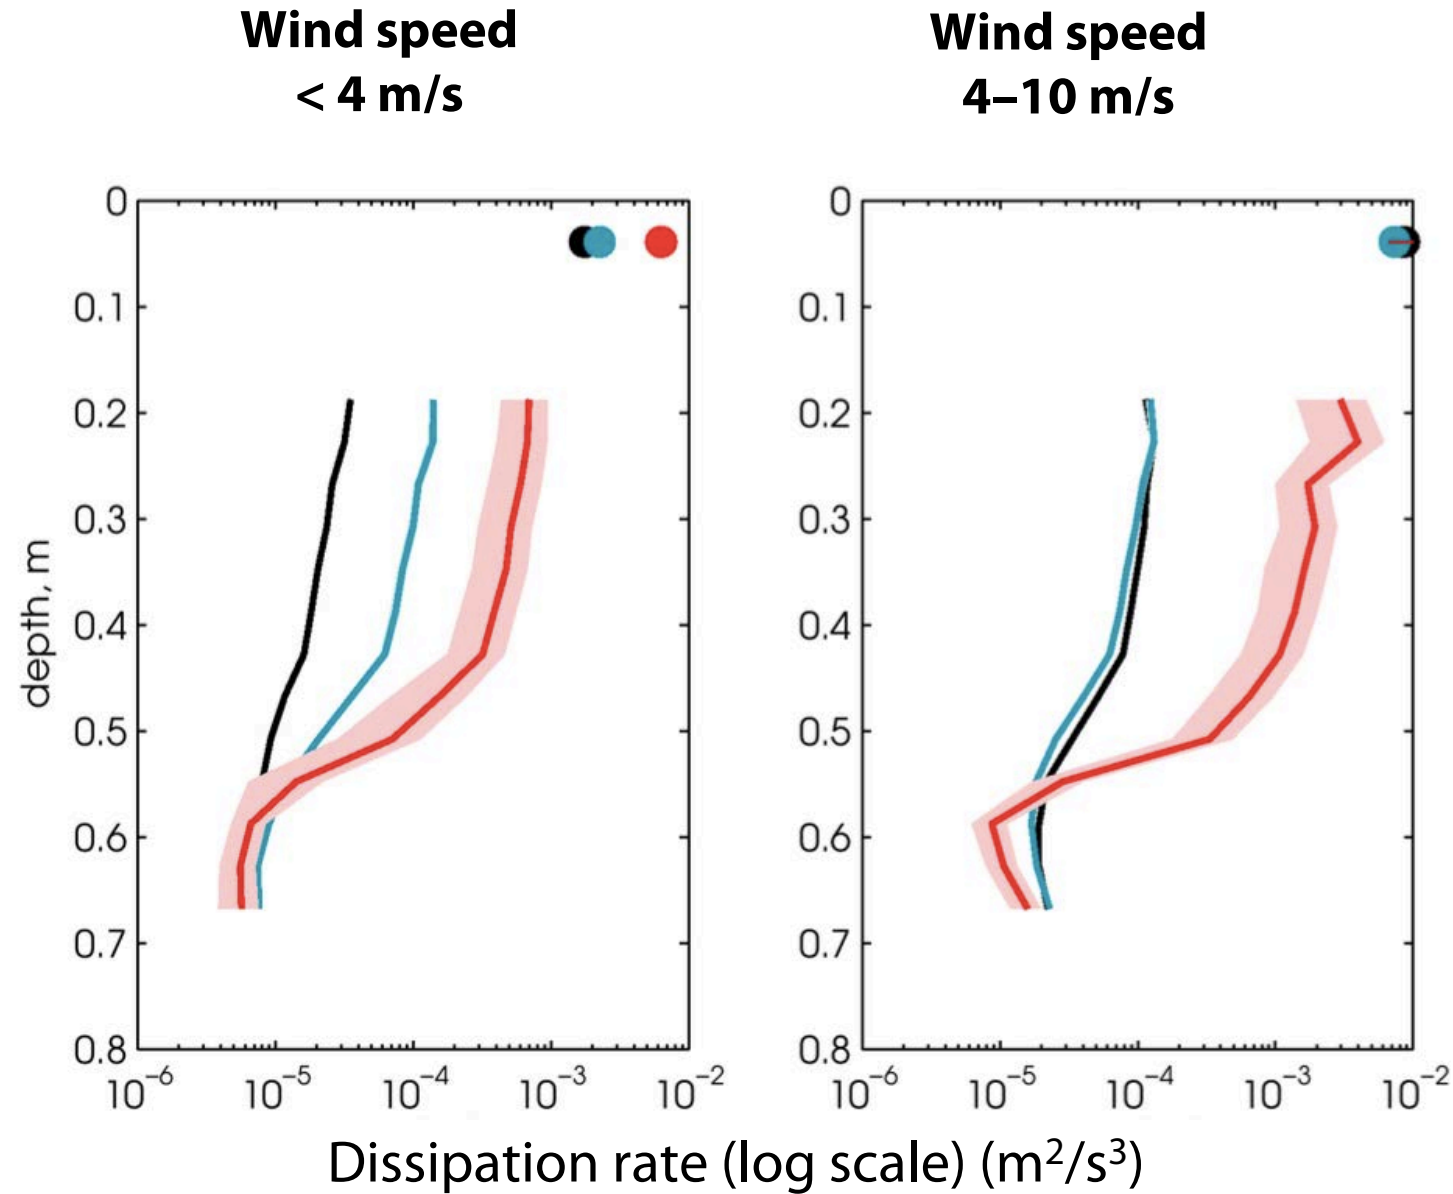 Wind speed
< 4 m/s
Wind speed
4–10 m/s
0
0.1
0.2
0.3
0.4
0.5
0.6
0.7
0.8
depth, m
10⁻⁶ 10⁻⁵ 10⁻⁴ 10⁻³ 10⁻²
0
0.1
0.2
0.3
0.4
0.5
0.6
0.7
0.8
10⁻⁶ 10⁻⁵ 10⁻⁴ 10⁻³ 10⁻²
Dissipation rate (log scale) (m²/s³)